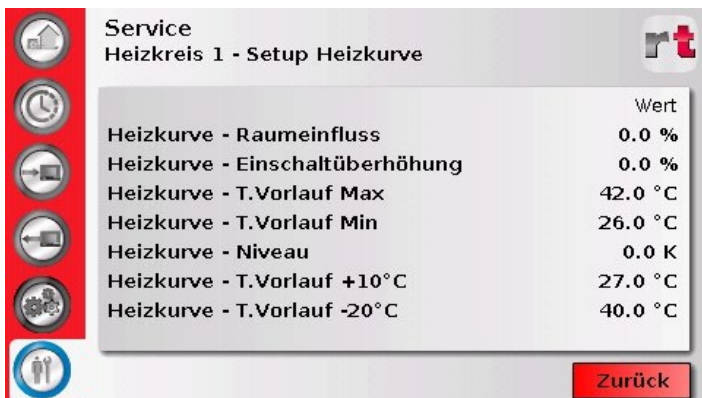 Service
Heizkreis 1 - Setup Heizkurve
rt
Wert
Heizkurve - Raumeinfluss 0.0 %
Heizkurve - Einschaltüberhöhung 0.0 %
Heizkurve - T.Vorlauf Max 42.0 °C
Heizkurve - T.Vorlauf Min 26.0 °C
Heizkurve - Niveau 0.0 K
Heizkurve - T.Vorlauf +10°C 27.0 °C
Heizkurve - T.Vorlauf -20°C 40.0 °C
Zurück